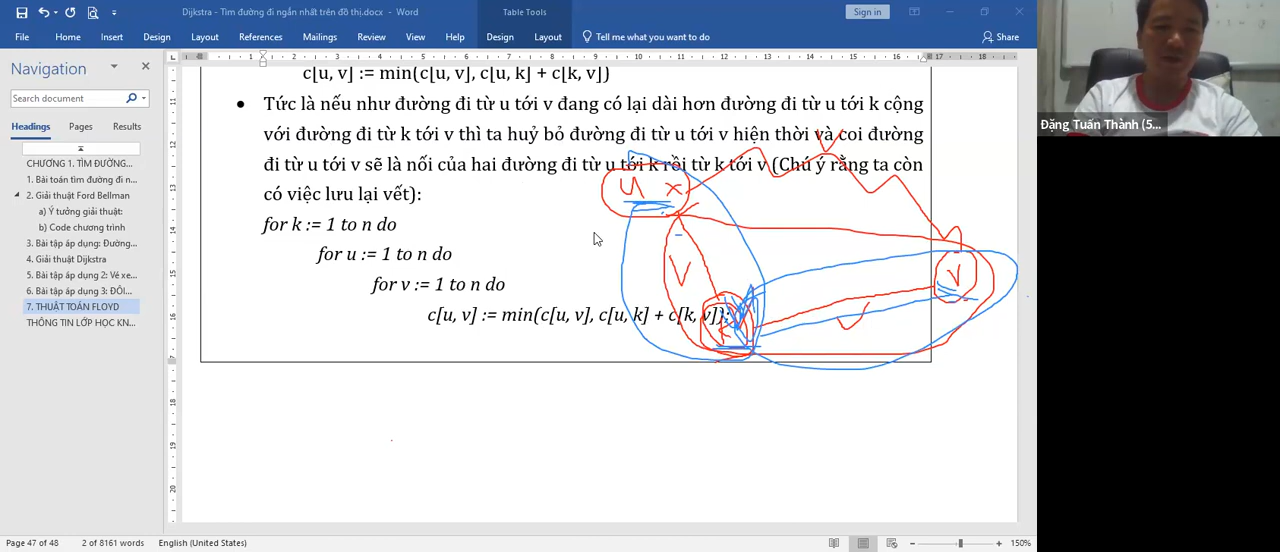 Dijkstra - Tìm đường đi ngắn nhất trên đồ thị.docx - Word
Table Tools
Sign in
File
Home
Insert
Design
Layout
References
Mailings
Review
View
Help
Design
Layout
Tell me what you want to do
Share
Navigation
Search document
Headings
Pages
Results
CHƯƠNG 1. TÌM ĐƯỜNG...
1. Bài toán tìm đường đi n...
2. Giải thuật Ford Bellman
a) Ý tưởng giải thuật:
b) Code chương trình
3. Bài tập áp dụng: Đường...
4. Giải thuật Dijkstra
5. Bài tập áp dụng 2: Vé xe...
6. Bài tập áp dụng 3: ĐÔI...
7. THUẬT TOÁN FLOYD
THÔNG TIN LỚP HỌC KN...
c[u, v] := min(c[u, v], c[u, k] + c[k, v])
• Tức là nếu như đường đi từ u tới v đang có lại dài hơn đường đi từ u tới k cộng
với đường đi từ k tới v thì ta huỷ bỏ đường đi từ u tới v hiện thời và coi đường
đi từ u tới v sẽ là nối của hai đường đi từ u tới k rồi từ k tới v (Chú ý rằng ta còn
có việc lưu lại vết):
for k := 1 to n do
for u := 1 to n do
for v := 1 to n do
c[u, v] := min(c[u, v], c[u, k] + c[k, v]);
u x
v
k
Đặng Tuấn Thành (5...
Page 47 of 48
2 of 8161 words
English (United States)
150%